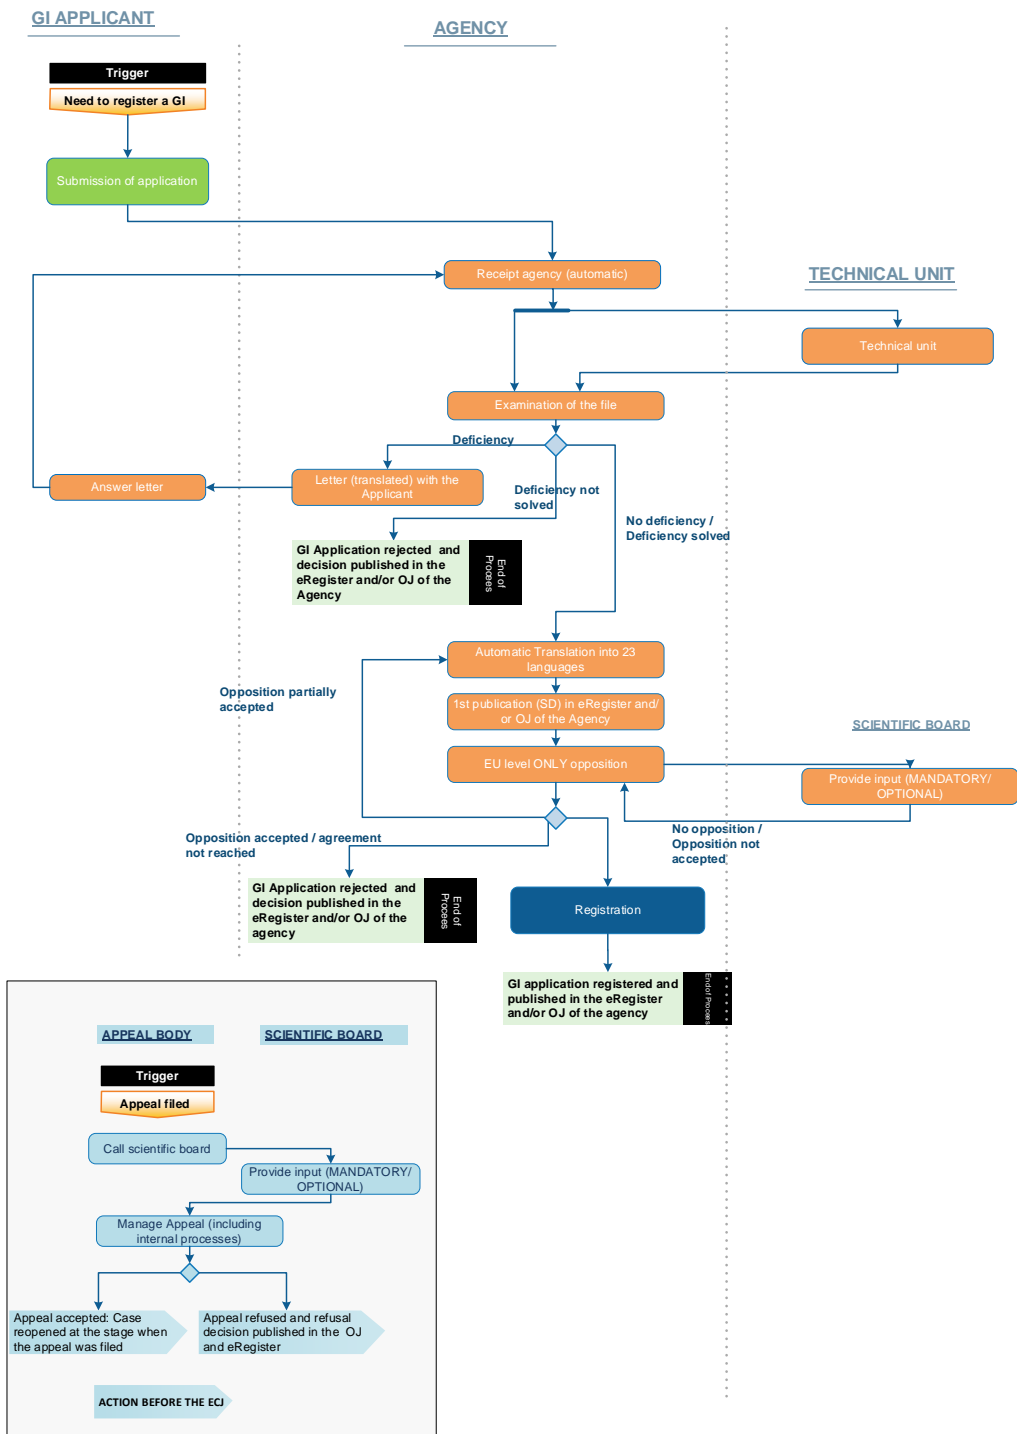 GI APPLICANT
AGENCY
Trigger
Need to register a GI
Submission of application
Receipt agency (automatic)
TECHNICAL UNIT
Technical unit
Examination of the file
Deficiency
Letter (translated) with the
Applicant
Answer letter
Deficiency not
solved
No deficiency /
Deficiency solved
GI Application rejected and
decision published in the
eRegister and/or OJ of the
Agency
End of
Procees
Automatic Translation into 23
languages
Opposition partially
accepted
1st publication (SD) in eRegister and/
or OJ of the Agency
SCIENTIFIC BOARD
EU level ONLY opposition
Provide input (MANDATORY/
OPTIONAL)
Opposition accepted / agreement
not reached
No opposition /
Opposition not
accepted
GI Application rejected and
decision published in the
eRegister and/or OJ of the
agency
End of
Procees
Registration
GI application registered and
published in the eRegister
and/or OJ of the agency
End of Procees
APPEAL BODY
SCIENTIFIC BOARD
Trigger
Appeal filed
Call scientific board
Provide input (MANDATORY/
OPTIONAL)
Manage Appeal (including
internal processes)
Appeal accepted: Case
reopened at the stage when
the appeal was filed
Appeal refused and refusal
decision published in the OJ
and eRegister
ACTION BEFORE THE ECJ